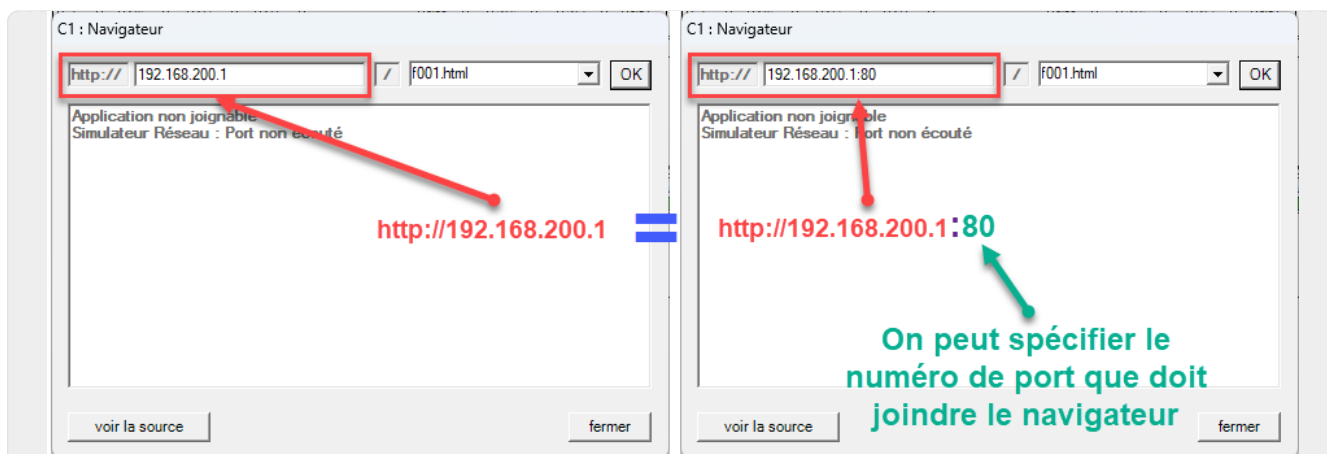 C1 : Navigateur
http:// 192.168.200.1 / f001.html OK
Application non joignable
Simulateur Réseau : Port non écouté
http://192.168.200.1
voir la source fermer
=
C1 : Navigateur
http:// 192.168.200.1:80 / f001.html OK
Application non joignable
Simulateur Réseau : Port non écouté
http://192.168.200.1:80
On peut spécifier le
numéro de port que doit
joindre le navigateur
voir la source fermer